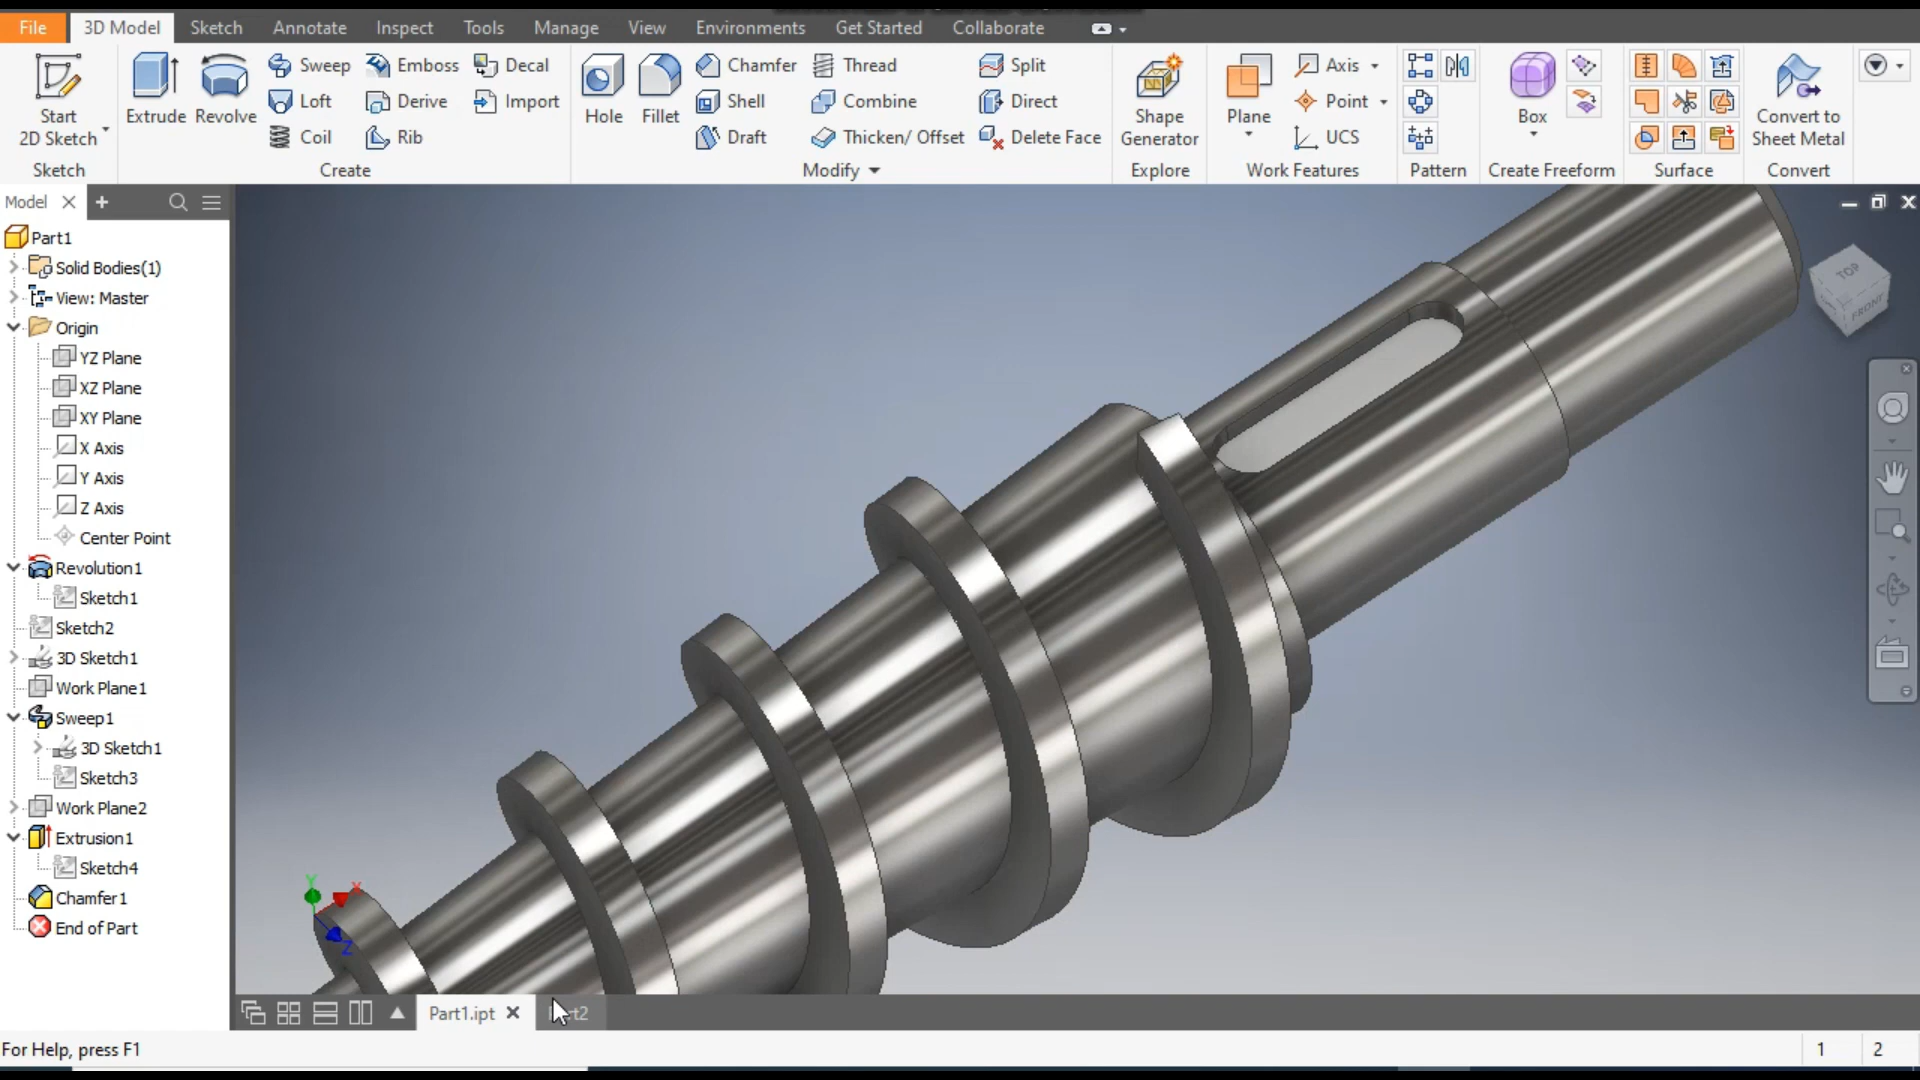 File 3D Model Sketch Annotate Inspect Tools Manage View Environments Get Started Collaborate
Start 2D Sketch
Extrude Revolve
Sweep Emboss Decal
Loft Derive Import
Coil Rib
Hole Fillet
Chamfer Thread Split
Shell Combine Direct
Draft Thicken/ Offset Delete Face
Shape Generator
Plane
Axis
Point
UCS
Box
Convert to Sheet Metal
Sketch Create Modify Explore Work Features Pattern Create Freeform Surface Convert
Model
Part1
Solid Bodies(1)
View: Master
Origin
YZ Plane
XZ Plane
XY Plane
X Axis
Y Axis
Z Axis
Center Point
Revolution1
Sketch1
Sketch2
3D Sketch1
Work Plane1
Sweep1
3D Sketch1
Sketch3
Work Plane2
Extrusion1
Sketch4
Chamfer1
End of Part
TOP
FRONT
Y
X
Z
Part1.ipt
For Help, press F1
1 2